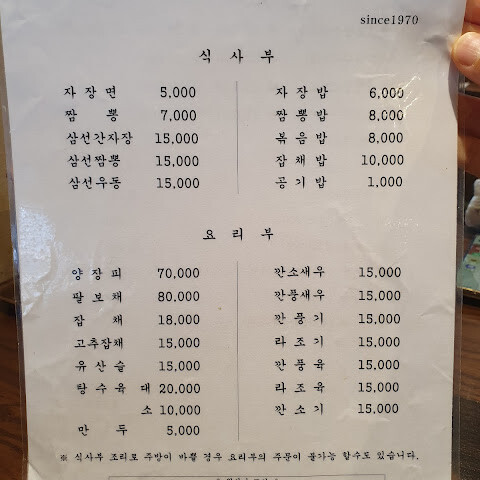 since1970
식 사 부
자 장 면 5,000
짬 뽕 7,000
삼선간자장 15,000
삼선짬뽕 15,000
삼선우동 15,000
자 장 밥 6,000
짬 뽕 밥 8,000
볶 음 밥 8,000
잡 채 밥 10,000
공 기 밥 1,000
요 리 부
양 장 피 70,000
팔 보 채 80,000
잡 채 18,000
고추잡채 15,000
유 산 슬 15,000
탕 수 육 대 20,000
소 10,000
만 두 5,000
깐소새우 15,000
깐풍새우 15,000
깐 풍 기 15,000
라 조 기 15,000
깐 풍 육 15,000
라 조 육 15,000
깐 소 기 15,000
※ 식사부 조리로 주방이 바쁠 경우 요리부의 주문이 불가능 할수도 있습니다.